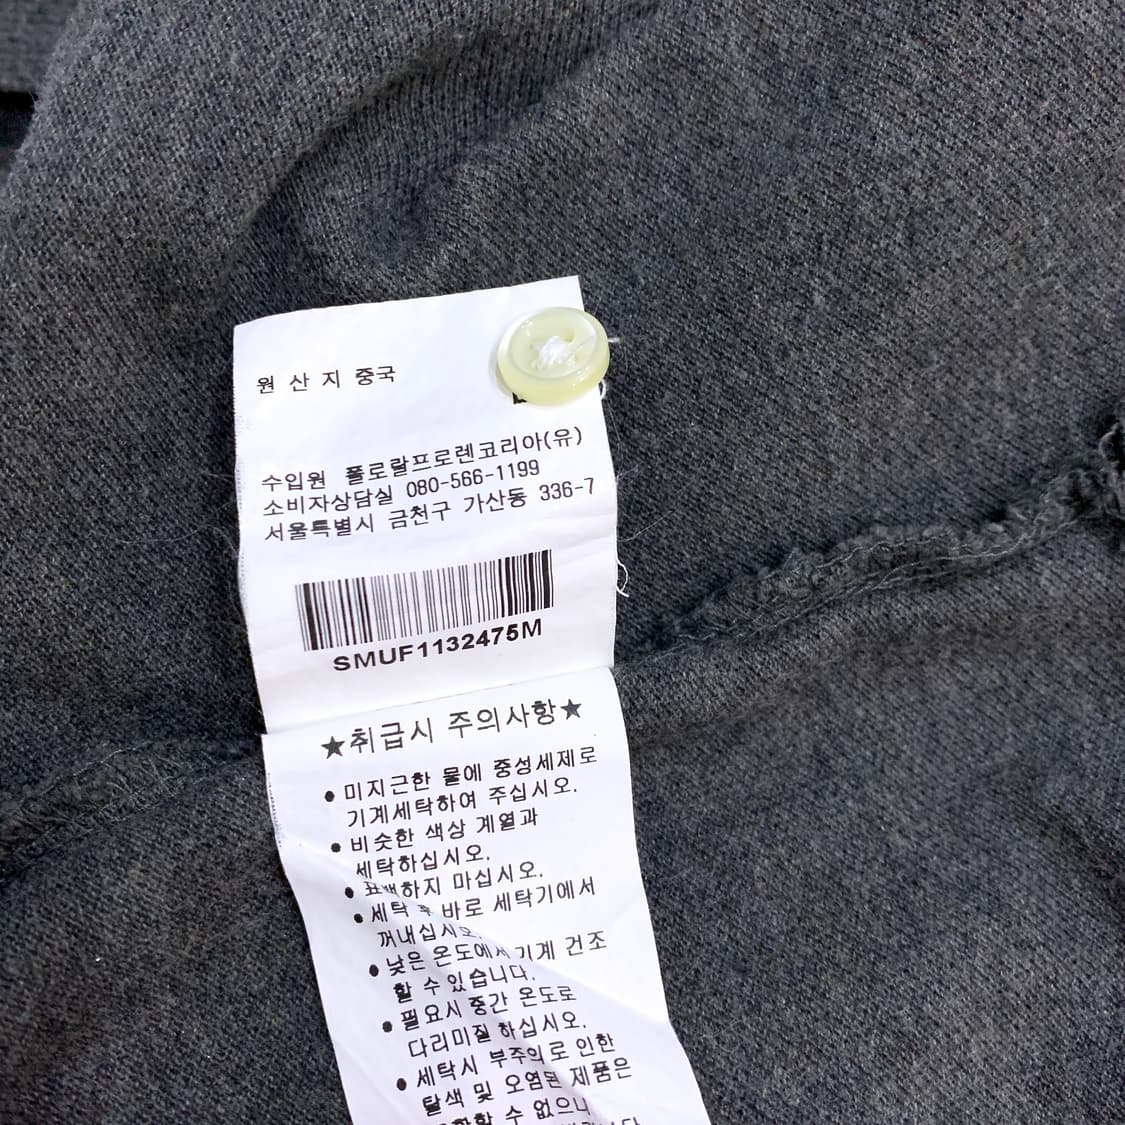 원 산 지 중국
수입원 폴로랄프로렌코리아(유)
소비자상담실 080-566-1199
서울특별시 금천구 가산동 336-7
SMUF1132475M
★취급시 주의사항★
• 미지근한 물에 중성세제로
기계세탁하여 주십시오.
• 비슷한 색상 계열과
세탁하십시오.
• 표백하지 마십시오.
• 세탁 후 바로 세탁기에서
꺼내십시오.
• 낮은 온도에서 기계 건조
할 수 있습니다.
• 필요시 중간 온도로
다리미질 하십시오.
• 세탁시 부주의로 인한
탈색 및 오염된 제품은
수 없으니